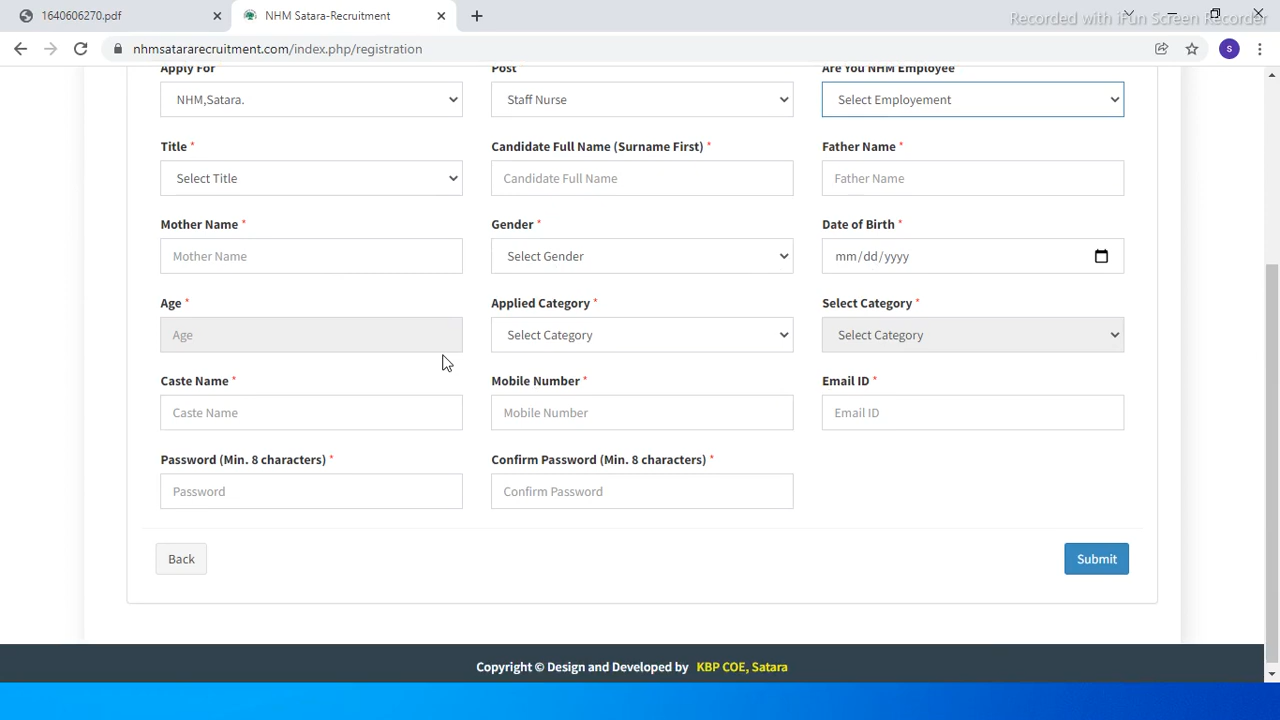 1640606270.pdf
NHM Satara-Recruitment
Recorded with iFun Screen Recorder
nhmsatararecruitment.com/index.php/registration
S
Apply For
Post
Are You NHM Employee
NHM,Satara.
Staff Nurse
Select Employement
Title *
Candidate Full Name (Surname First) *
Father Name *
Select Title
Candidate Full Name
Father Name
Mother Name *
Gender *
Date of Birth *
Mother Name
Select Gender
mm/dd/yyyy
Age *
Applied Category *
Select Category *
Age
Select Category
Select Category
Caste Name *
Mobile Number *
Email ID *
Caste Name
Mobile Number
Email ID
Password (Min. 8 characters) *
Confirm Password (Min. 8 characters) *
Password
Confirm Password
Back
Submit
Copyright © Design and Developed by KBP COE, Satara